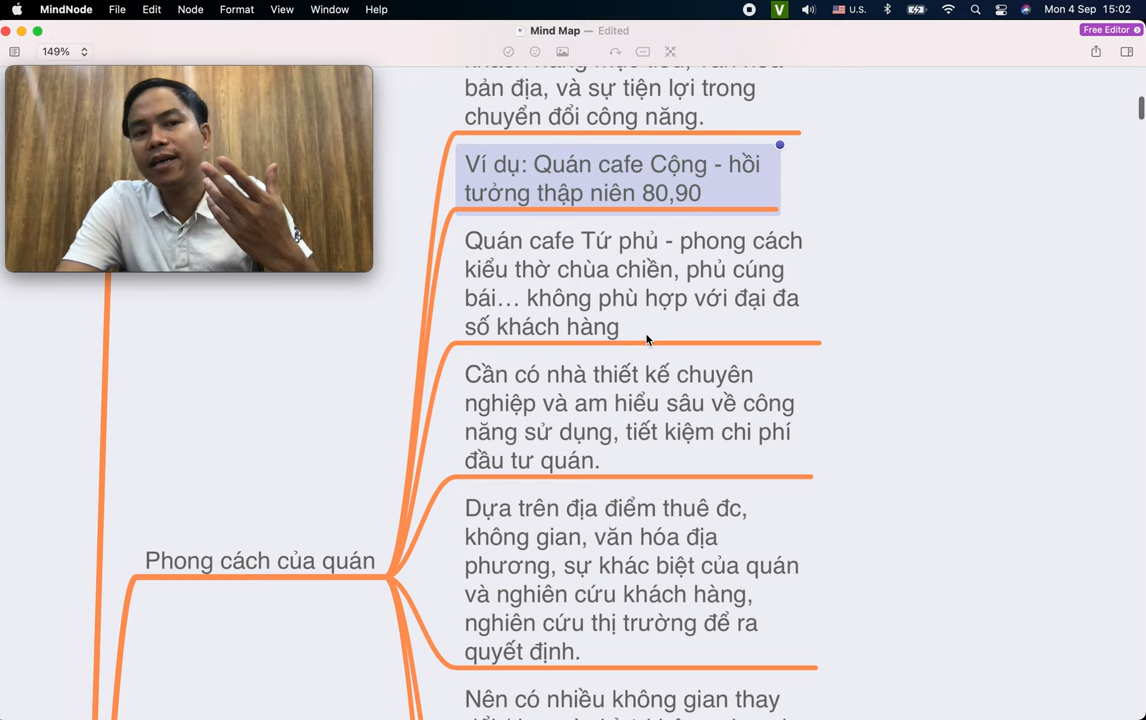 MindNode File Edit Node Format View Window Help
V U.S. Mon 4 Sep 15:02
Mind Map — Edited
Free Editor
149%
bản địa, và sự tiện lợi trong
chuyển đổi công năng.
Ví dụ: Quán cafe Cộng - hồi
tưởng thập niên 80,90
Quán cafe Tứ phủ - phong cách
kiểu thờ chùa chiền, phủ cúng
bái... không phù hợp với đại đa
số khách hàng
Cần có nhà thiết kế chuyên
nghiệp và am hiểu sâu về công
năng sử dụng, tiết kiệm chi phí
đầu tư quán.
Phong cách của quán
Dựa trên địa điểm thuê đc,
không gian, văn hóa địa
phương, sự khác biệt của quán
và nghiên cứu khách hàng,
nghiên cứu thị trường để ra
quyết định.
Nên có nhiều không gian thay